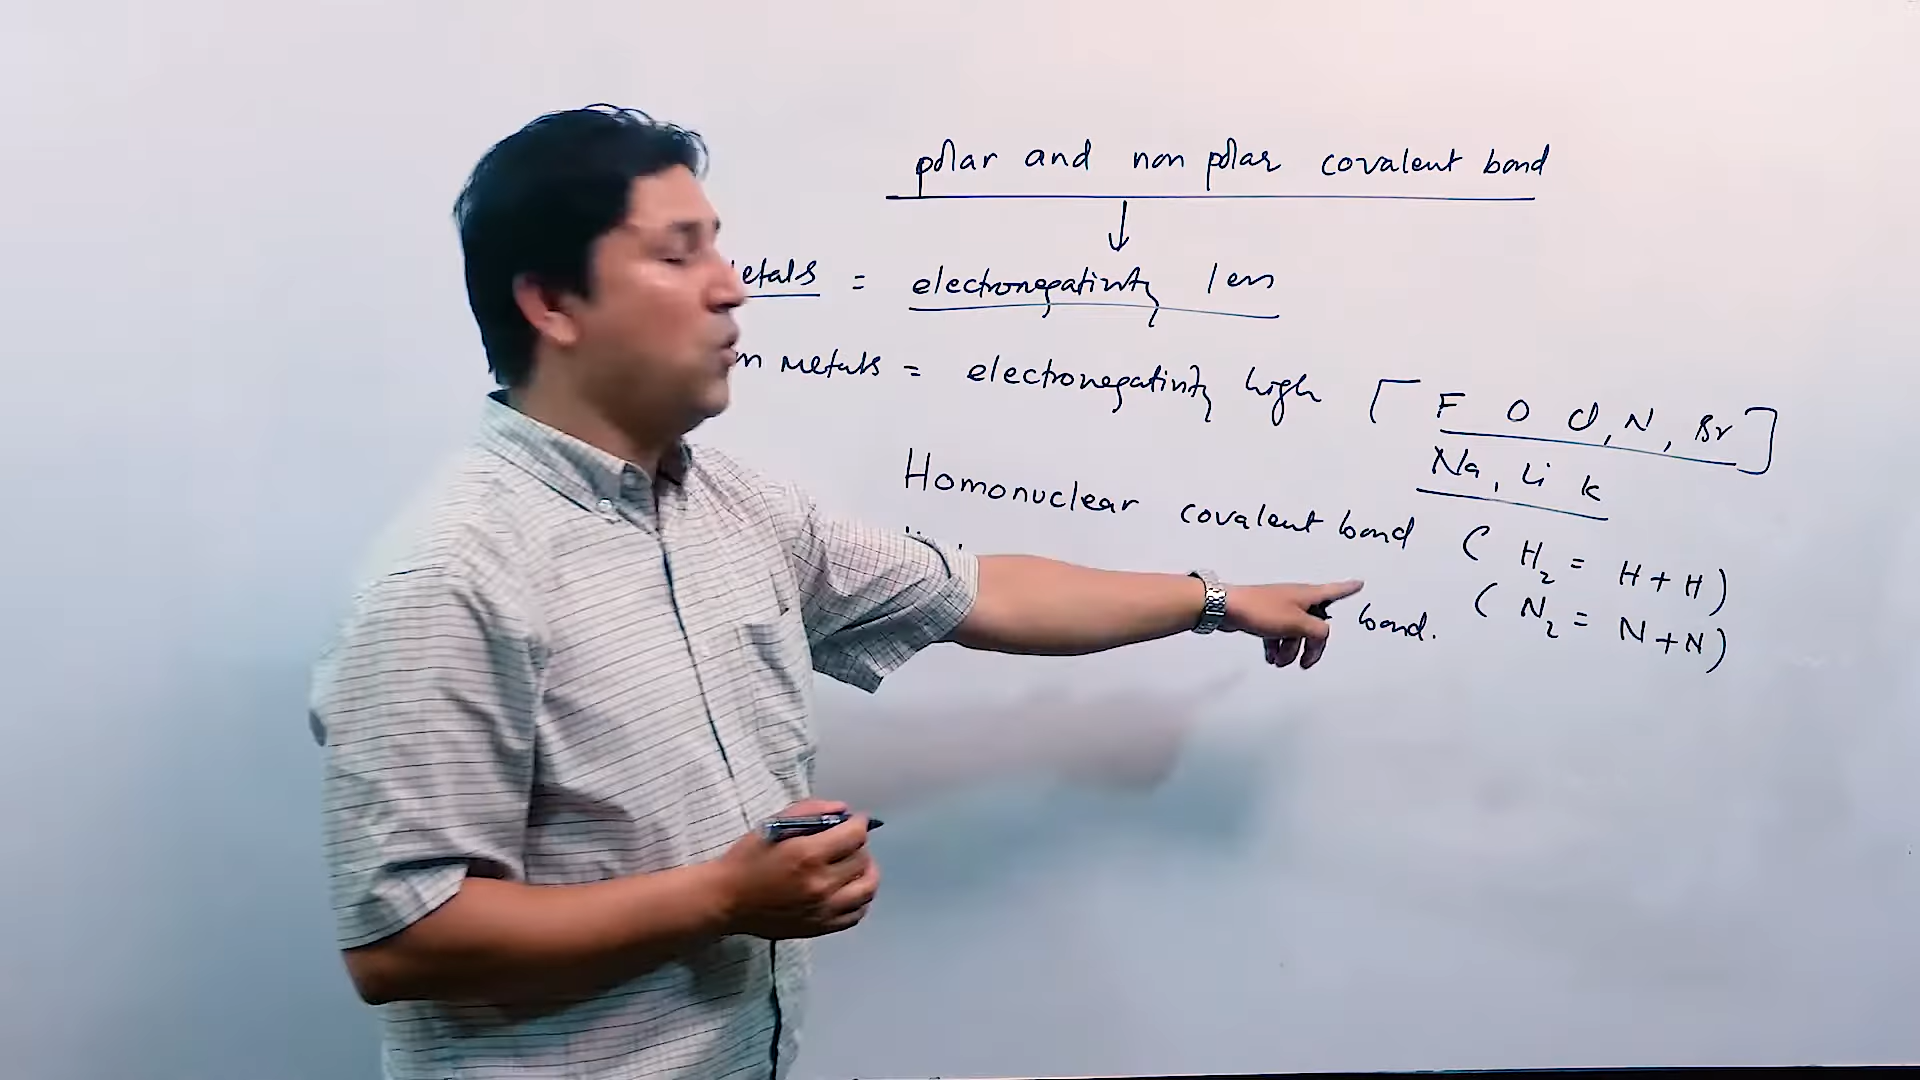 polar and non polar covalent bond
etals = electronegativity less
n metals = electronegativity high [ F O Cl, N, Br ]
Na, Li K
Homonuclear covalent bond ( H2 = H + H )
bond. ( N2 = N + N )